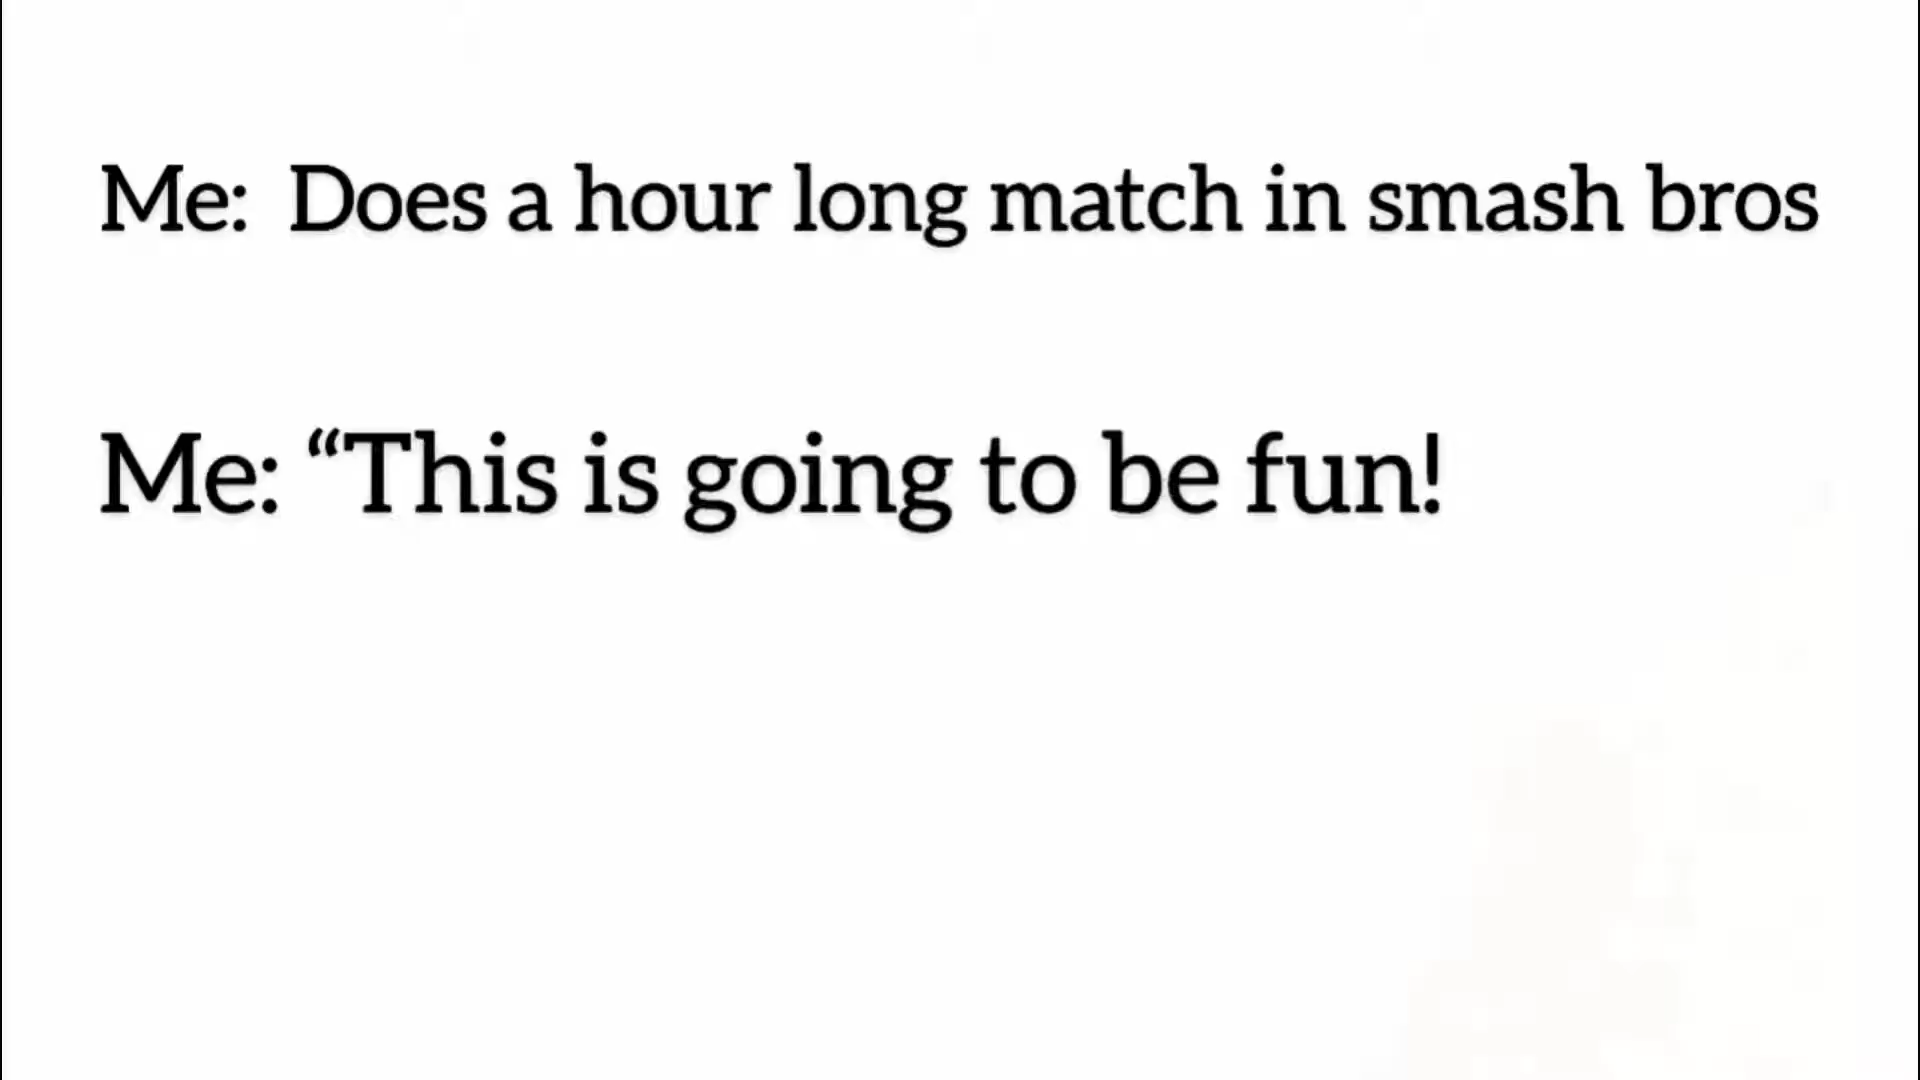 Me: Does a hour long match in smash bros
Me: “This is going to be fun!